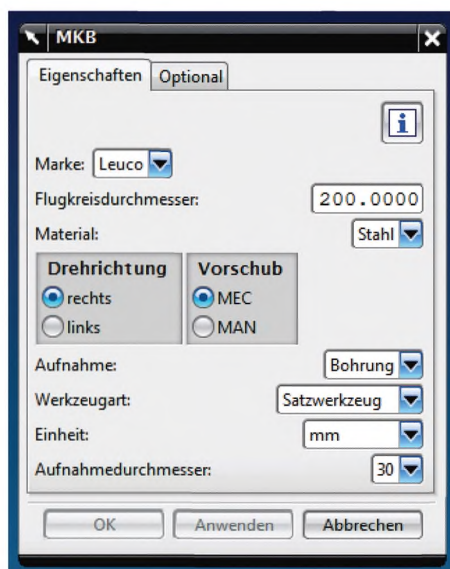 MKB
Eigenschaften Optional
Marke: Leuco
Flugkreisdurchmesser: 200.0000
Material: Stahl
Drehrichtung Vorschub
rechts MEC
links MAN
Aufnahme: Bohrung
Werkzeugart: Satzwerkzeug
Einheit: mm
Aufnahmedurchmesser: 30
OK Anwenden Abbrechen